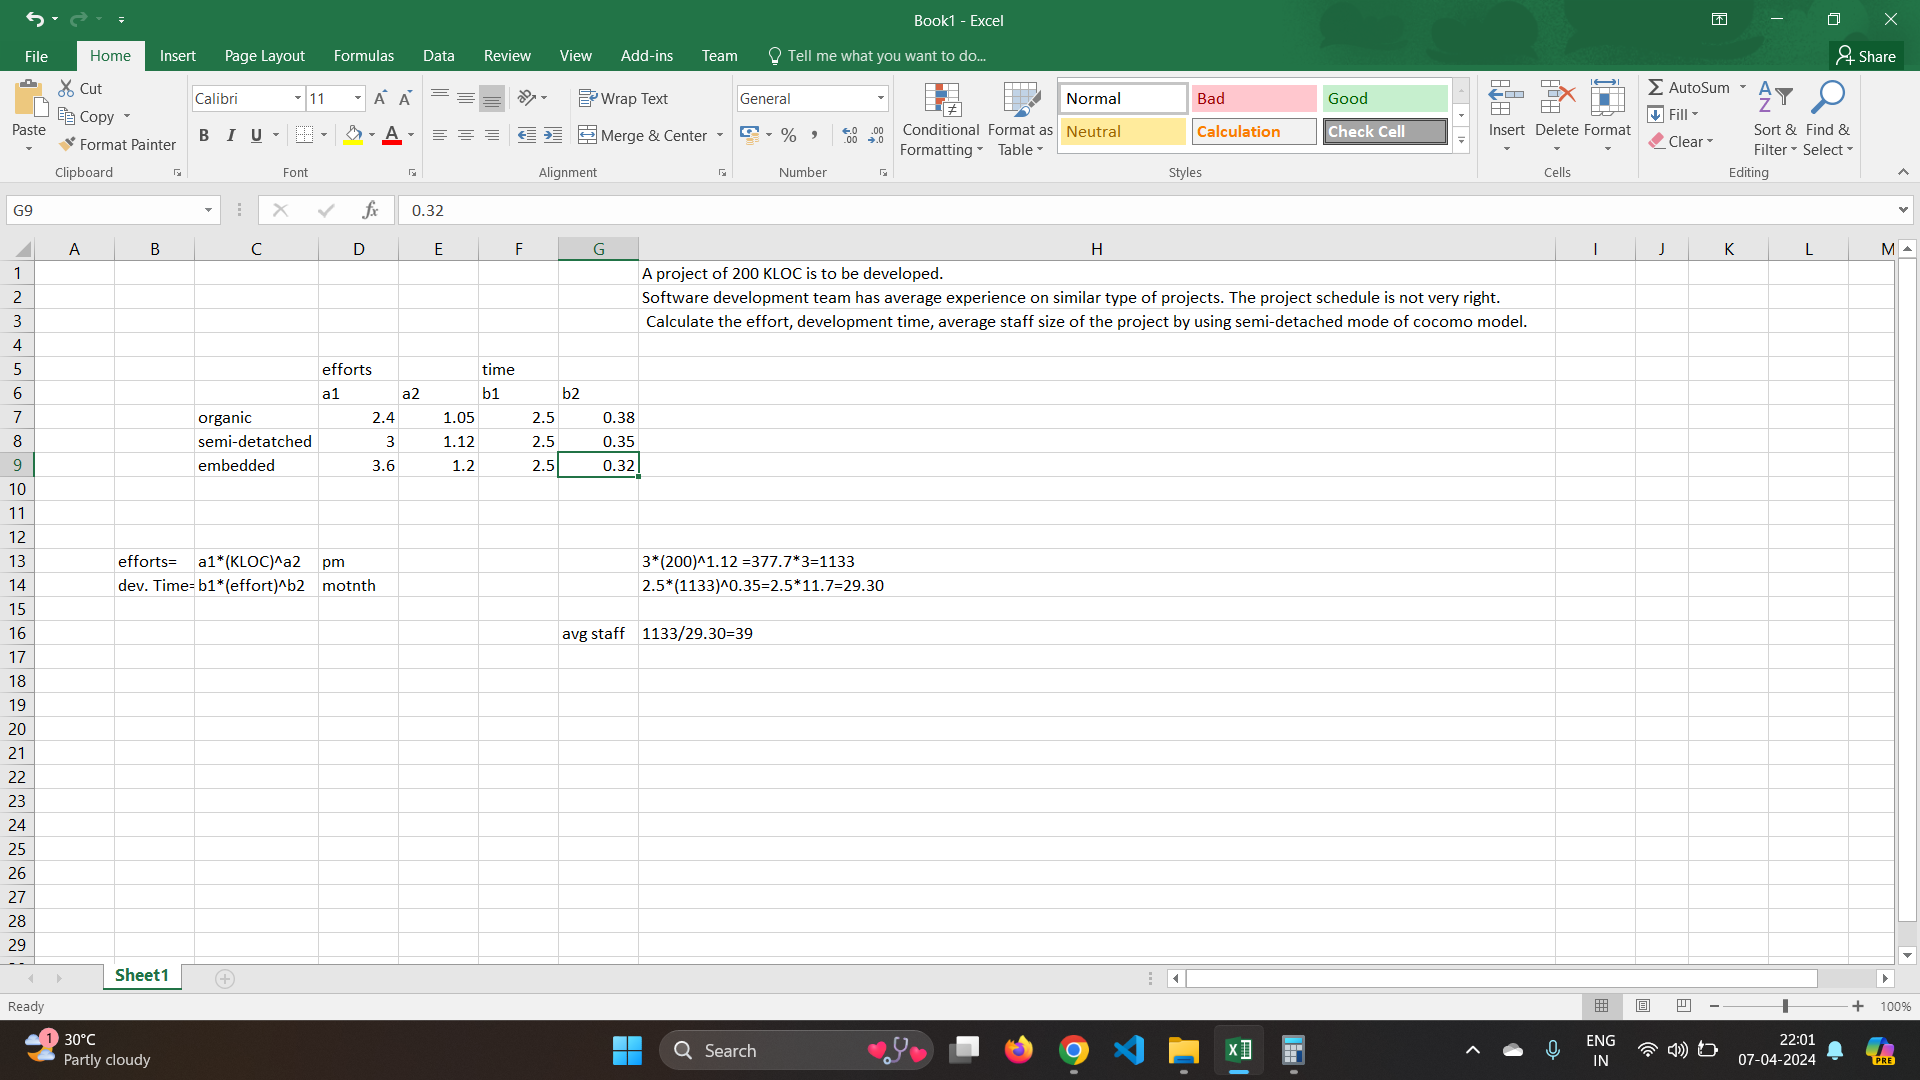 Book1 - Excel
File Home Insert Page Layout Formulas Data Review View Add-ins Team Tell me what you want to do... Share
Paste Cut Copy Format Painter Clipboard
Calibri 11 B I U A A A Font
Wrap Text Merge & Center Alignment
General % , .00 .0 Number
Conditional Formatting Format as Table
Normal Bad Good
Neutral Calculation Check Cell
Styles
Insert Delete Format Cells
AutoSum Fill Clear Sort & Filter Find & Select Editing
G9 fx 0.32
A B C D E F G H I J K L M
1 A project of 200 KLOC is to be developed.
2 Software development team has average experience on similar type of projects. The project schedule is not very right.
3 Calculate the effort, development time, average staff size of the project by using semi-detached mode of cocomo model.
4
5 efforts time
6 a1 a2 b1 b2
7 organic 2.4 1.05 2.5 0.38
8 semi-detatched 3 1.12 2.5 0.35
9 embedded 3.6 1.2 2.5 0.32
10
11
12
13 efforts= a1*(KLOC)^a2 pm 3*(200)^1.12 =377.7*3=1133
14 dev. Time= b1*(effort)^b2 motnth 2.5*(1133)^0.35=2.5*11.7=29.30
15
16 avg staff 1133/29.30=39
17
18
19
20
21
22
23
24
25
26
27
28
29
Sheet1
Ready 100%
1 30°C
Partly cloudy
Search
ENG
IN
22:01
07-04-2024
PRE